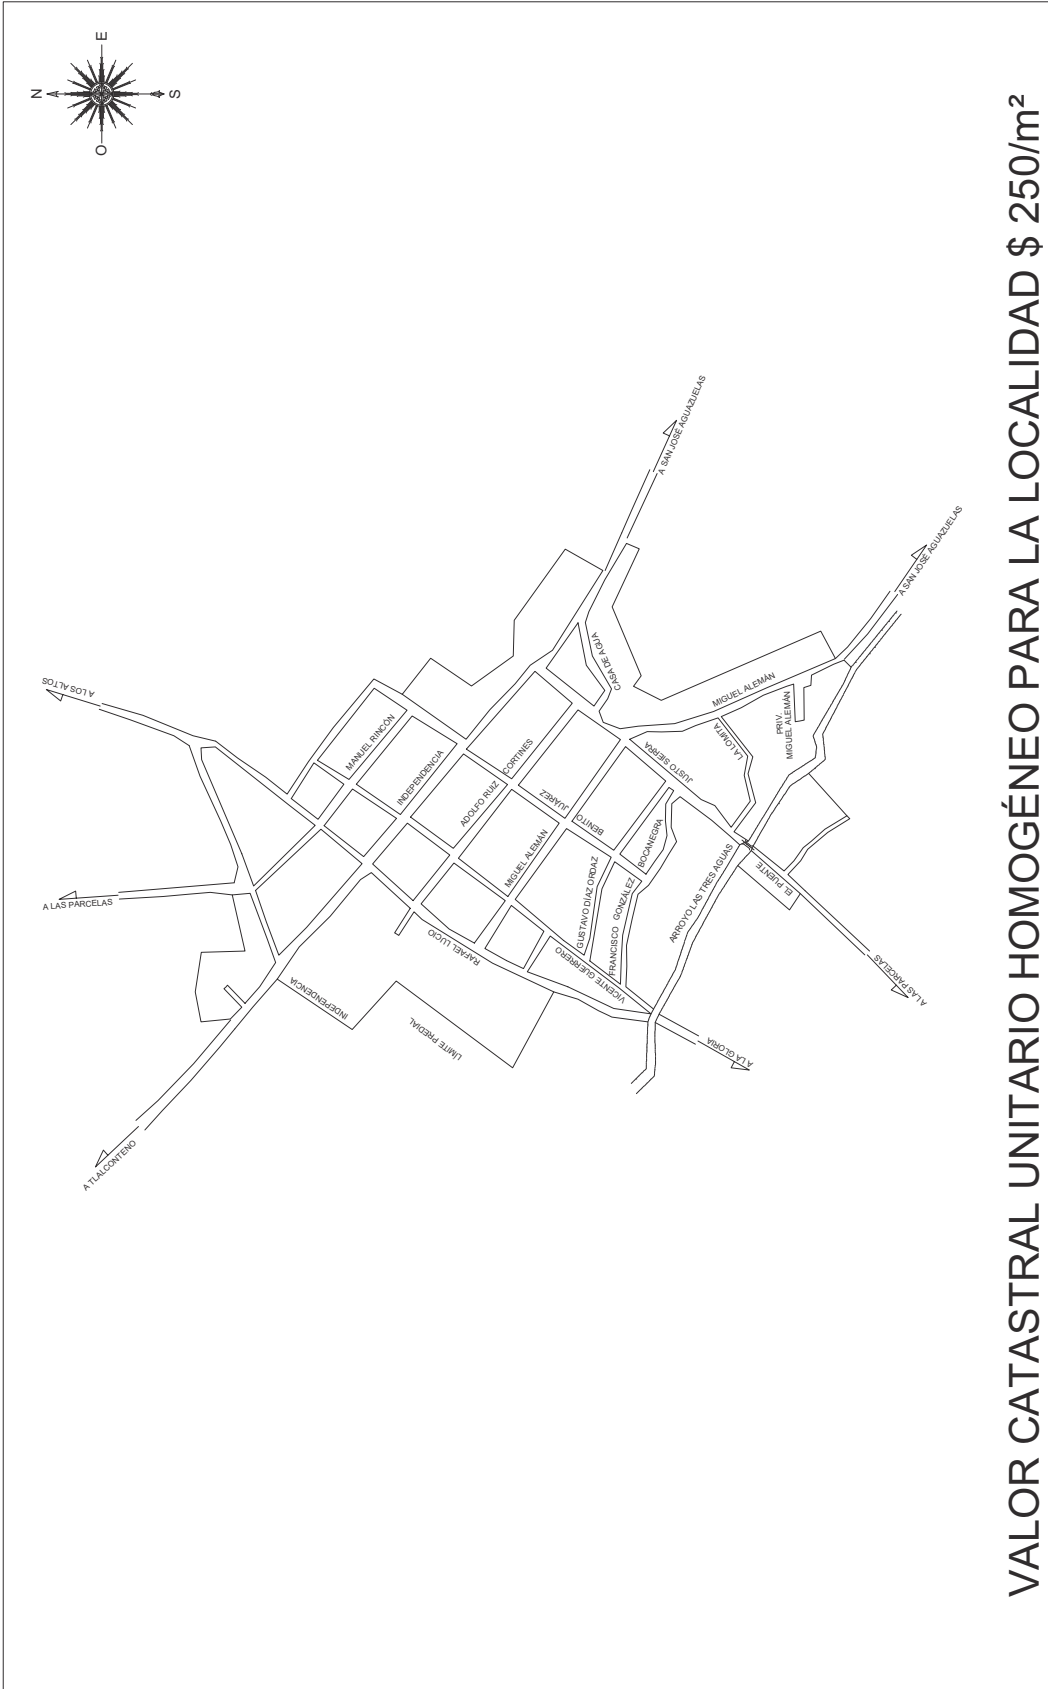 N
E
S
O
A LOS ALTOS
A LAS PARCELAS
A TLALCONTENO
A SAN JOSÉ AGUAZUELAS
A SAN JOSÉ AGUAZUELAS
MANUEL RINCÓN
INDEPENDENCIA
ADOLFO RUIZ CORTINES
CASA DE AGUA
MIGUEL ALEMÁN
PRIV.
MIGUEL ALEMÁN
LA LOMITA
JUSTO SIERRA
BENITO JUÁREZ
MIGUEL ALEMÁN
BOCANEGRA
GUSTAVO DÍAZ ORDAZ
FRANCISCO GONZÁLEZ
ARROYO LAS TRES AGUAS
EL PUENTE
RAFAEL LUCIO
VICENTE GUERRERO
INDEPENDENCIA
LÍMITE PREDIAL
A LA GLORIA
A LAS PARCELAS
VALOR CATASTRAL UNITARIO HOMOGÉNEO PARA LA LOCALIDAD $ 250/m²